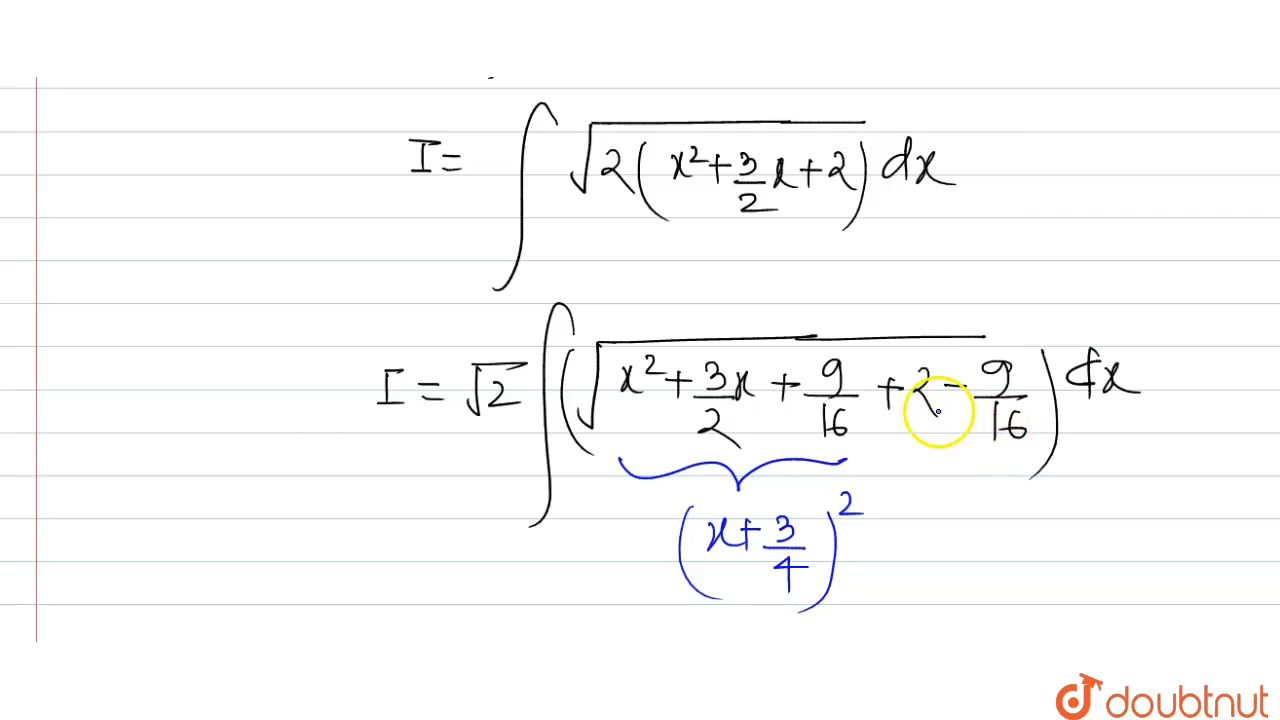 I = ∫ √2(x² + 3/2 x + 2) dx
I = √2 ∫ (√x² + 3/2 x + 9/16 + 2 - 9/16) dx
(x + 3/4)²
doubtnut